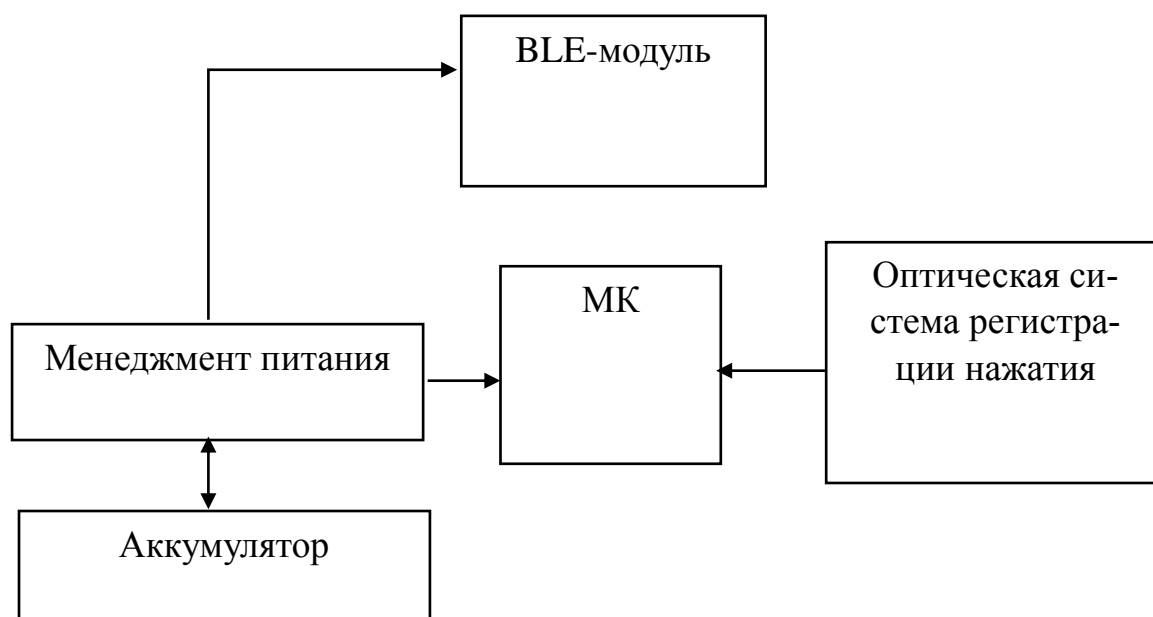 BLE-модуль
МК
Оптическая си-
стема регистра-
ции нажатия
Менеджмент питания
Аккумулятор